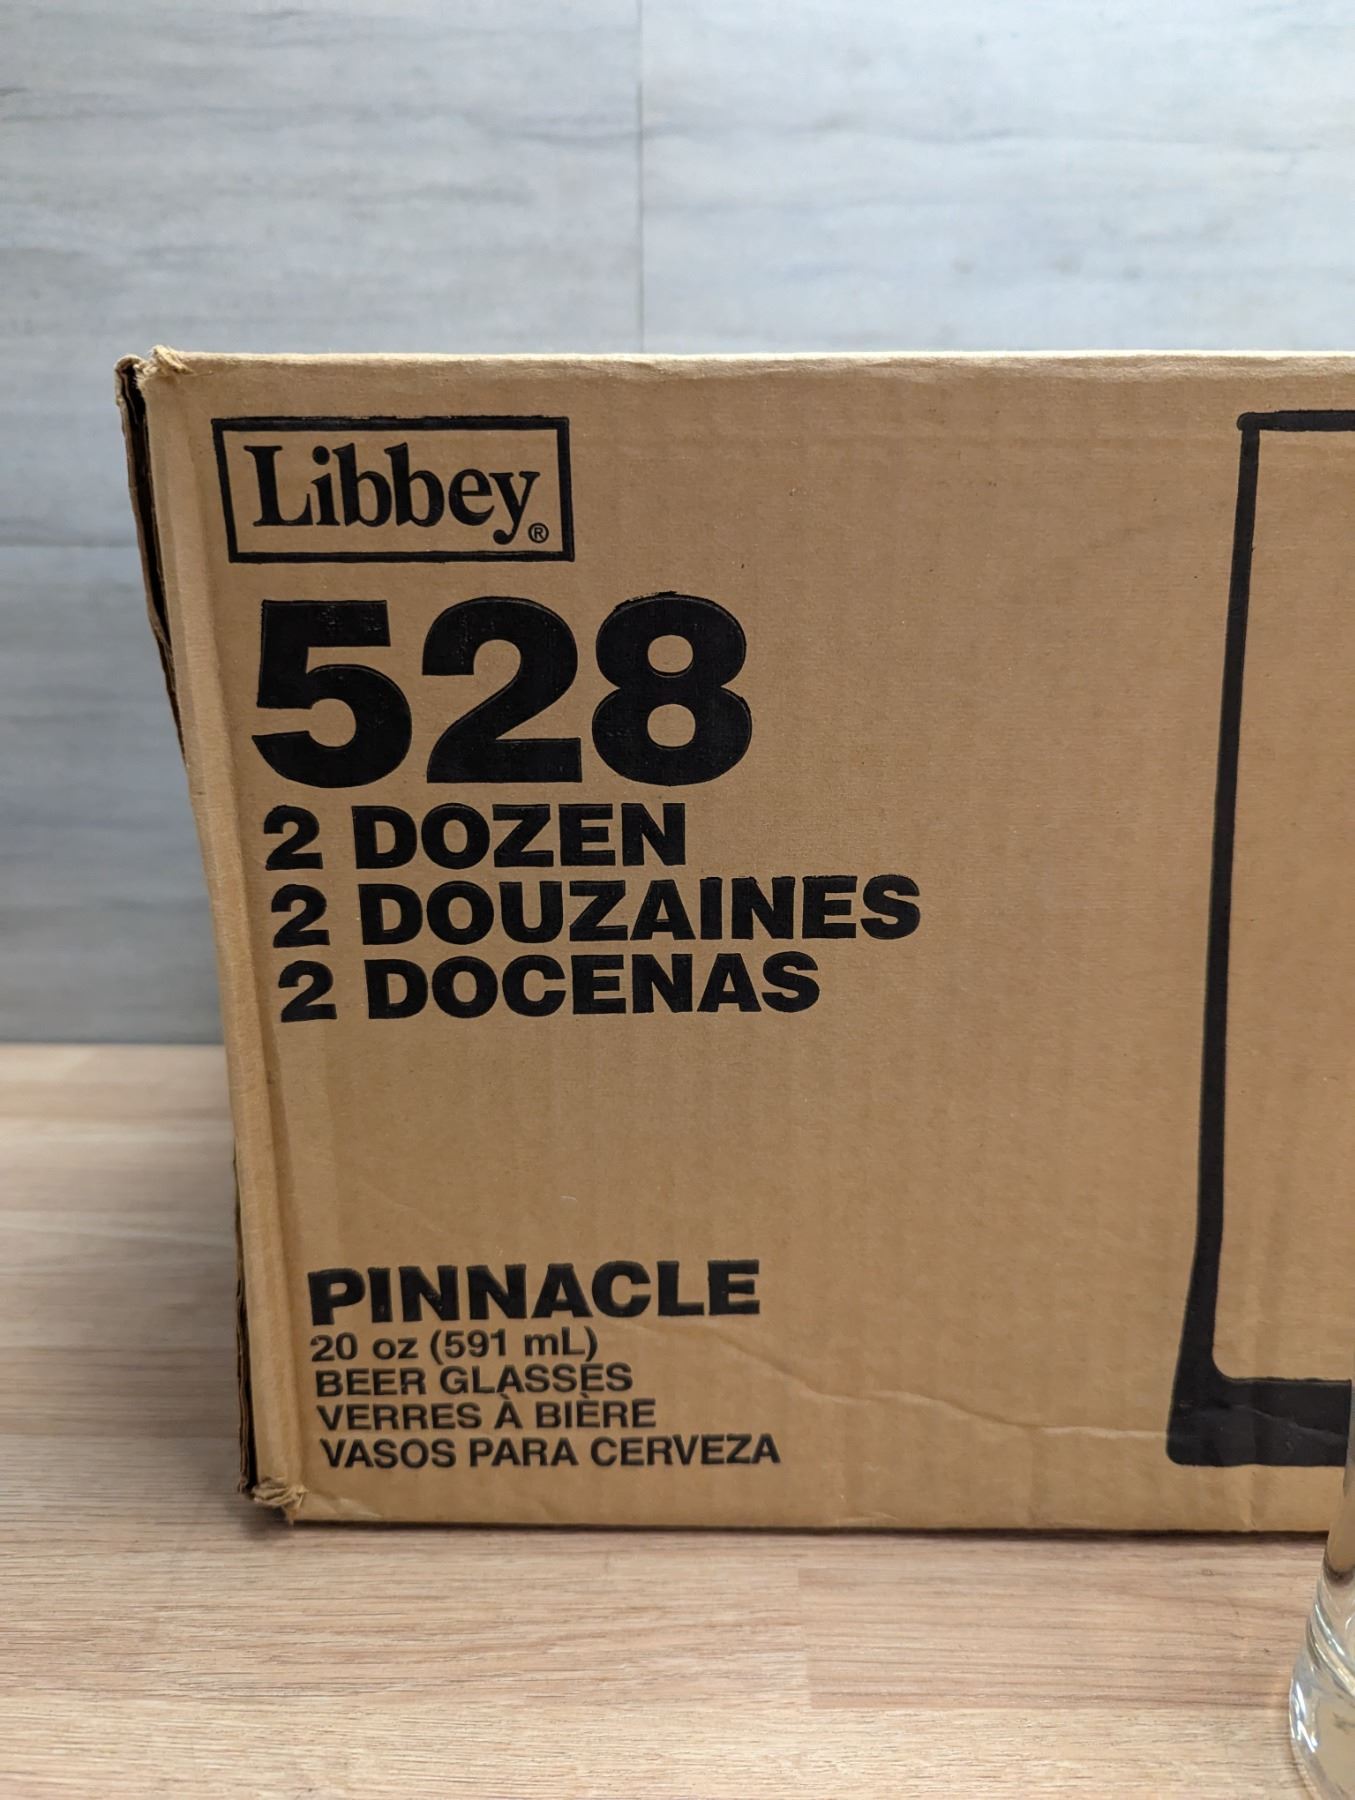 Libbey®
528
2 DOZEN
2 DOUZAINES
2 DOCENAS
PINNACLE
20 oz (591 mL)
BEER GLASSES
VERRES À BIÈRE
VASOS PARA CERVEZA